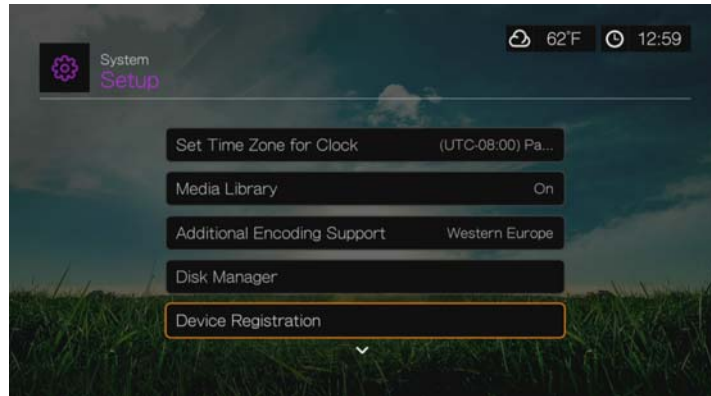 62°F 12:59
System
Setup
Set Time Zone for Clock (UTC-08:00) Pa...
Media Library On
Additional Encoding Support Western Europe
Disk Manager
Device Registration